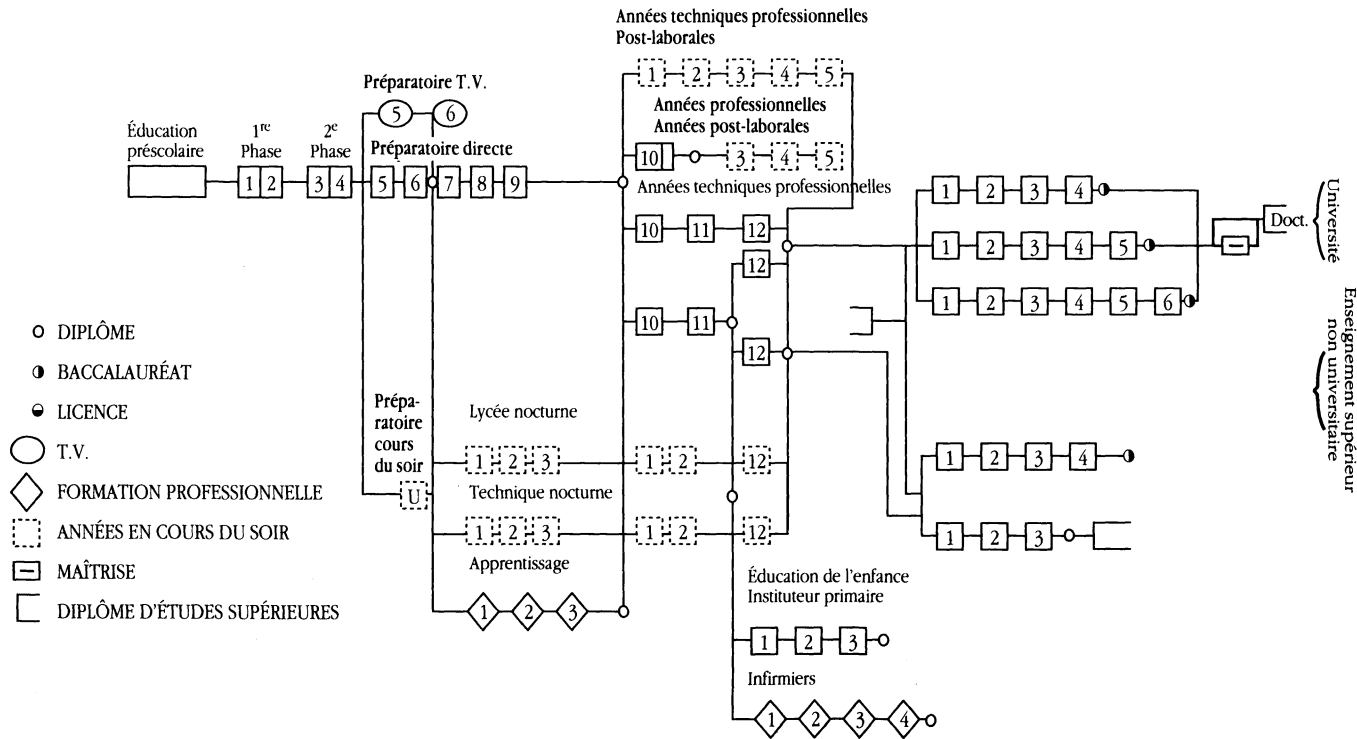 Années techniques professionnelles
Post-laborales
1 2 3 4 5
Préparatoire T.V.
5 6
Années professionnelles
Années post-laborales
Éducation
préscolaire
1re
Phase
2e
Phase
Préparatoire directe
10 3 4 5
1 2 3 4 5 6 7 8 9
Années techniques professionnelles
1 2 3 4
Doct.
Université
10 11 12
1 2 3 4 5
12
1 2 3 4 5 6
10 11
12
Enseignement supérieur
non universitaire
DIPLÔME
BACCALAURÉAT
LICENCE
T.V.
FORMATION PROFESSIONNELLE
ANNÉES EN COURS DU SOIR
MAÎTRISE
DIPLÔME D'ÉTUDES SUPÉRIEURES
Prépa-
ratoire
cours
du soir
U
Lycée nocturne
1 2 3 1 2 12
1 2 3 4
Technique nocturne
1 2 3 1 2 12
1 2 3
Apprentissage
1 2 3
Éducation de l'enfance
Instituteur primaire
1 2 3
Infirmiers
1 2 3 4